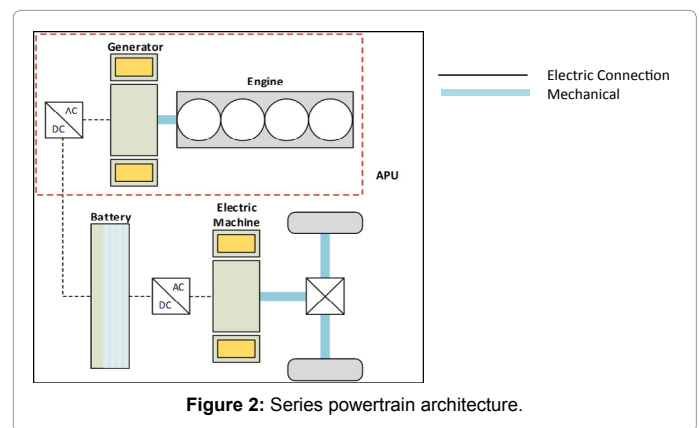 Generator
Engine
AC
DC
APU
Battery
Electric
Machine
AC
DC
Electric Connection
Mechanical
Figure 2: Series powertrain architecture.